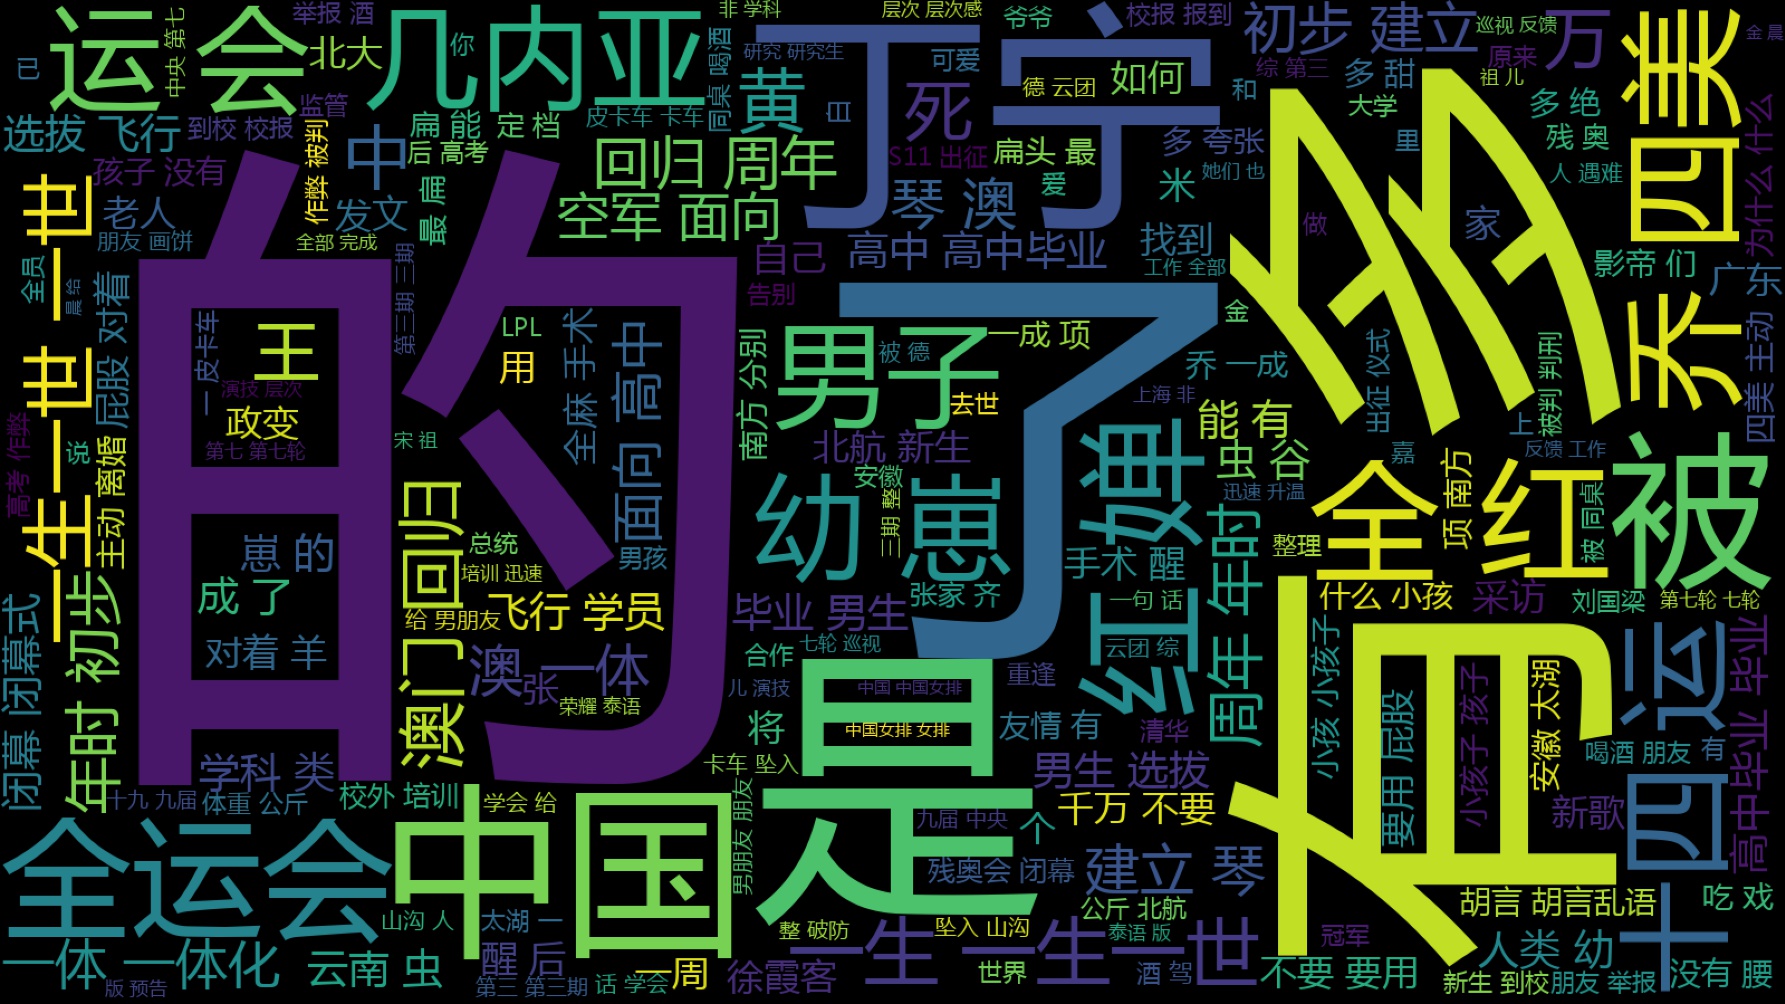 运会
中央 第七
举报 酒
北大
几内亚
非 学科
层次 层次感
爷爷
校报 报到
初步 建立
巡视 反馈
万
四美
金 晨
已
你
同桌 喝酒
研究 研究生
可爱
丁宁
原来
综 第三
多 甜
祖 儿
监管
选拔 飞行
到校 校报
扁 能
定 档
皮卡车 卡车
黄
且
死
德 云团
如何
和
大学
多 绝
多多
孩子 没有
作弊 被判
中
后 高考
回归 周年
S11 出征
扁头 最
多 夸张
里
残 奥
为什么 什么
一世
老人
发文
最 扁
空军 面向
琴 澳
爱
米
她们 也
人 遇难
朋友 画饼
全部 完成
做
家
全员
晨 给
对着
第三期 三期
自己
高中 高中毕业
找到
工作 全部
影帝 们
广东
告别
的
了
金
乔
一世
屁股
一 皮卡车
王
LPL
全麻 手术
面向 高中
南方 分别
男子
一成 项
出征 仪式
四美 主动
演技 层次
用
被 德
乔 一成
被判 判刑
政变
去世
上海 非
高考 作弊
说
主动 离婚
第七 第七轮
宋 祖
北航 新生
能 有
上
反馈 工作
一生
回归
安徽
婵
虫 谷
嘉
项 南方
全红
被
崽 的
总统
男孩
幼崽
三期 整
迅速 升温
被 同桌
年时 初步
成 了
培训 迅速
手术 醒
周年 年时
整理
闭幕 闭幕式
对着 羊
澳门
给 男朋友
飞行 学员
毕业 男生
张家 齐
一句 话
红
什么 小孩
采访
刘国梁
第七轮 七轮
澳 一体
张
合作
七轮 巡视
是
云团 综
小孩 小孩子
有
小孩子 孩子
四运
高中毕业 毕业
荣耀 泰语
儿 演技
中国 中国女排
重逢
要用 屁股
安徽 太湖
将
中国女排 女排
友情 有
清华
喝酒 朋友
有
学科 类
卡车 坠入
男生 选拔
十九 九届
体重 公斤
校外 培训
学会 给
男朋友 朋友
九届 中央
个
千万 不要
新歌
全运会
中国
残奥会 闭幕
建立 琴
十
胡言 胡言乱语
吃 戏
山沟 人
太湖 一
整 破防
坠入 山沟
公斤 北航
泰语 版
冠军
人类 幼
一体 一体化
云南 虫
醒 后
一周
徐霞客
一生 一生一世
世界
酒 驾
不要 要用
没有 腰
版 预告
第三 第三期
话 学会
新生 到校
朋友 举报